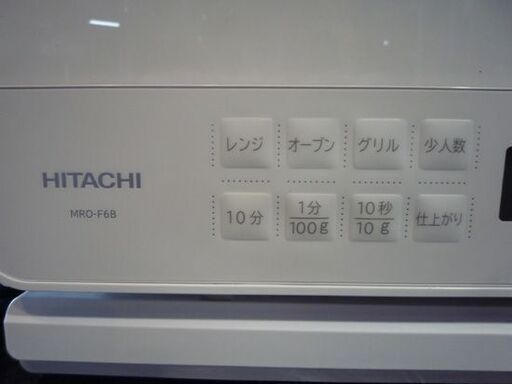 レンジ オーブン グリル 少人数
HITACHI
MRO-F6B
10分 1分/100g 10秒/10g 仕上がり